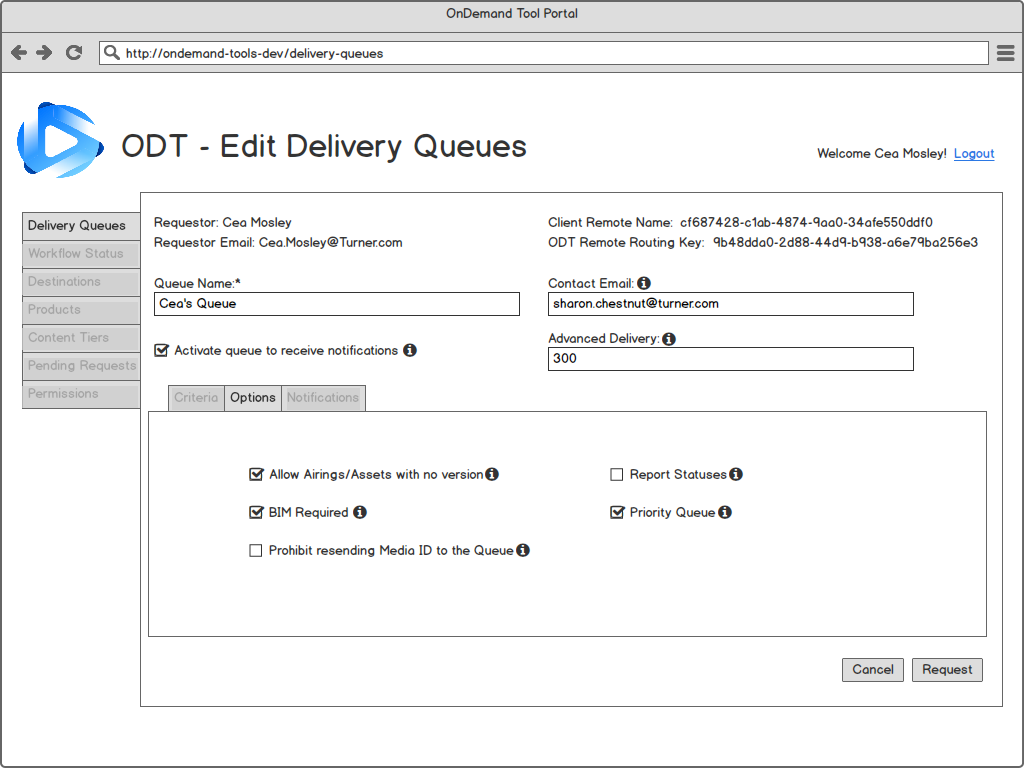 OnDemand Tool Portal
http://ondemand-tools-dev/delivery-queues
ODT - Edit Delivery Queues
Welcome Cea Mosley! Logout
Delivery Queues
Workflow Status
Destinations
Products
Content Tiers
Pending Requests
Permissions
Requestor: Cea Mosley
Requestor Email: Cea.Mosley@Turner.com
Client Remote Name: cf687428-c1ab-4874-9aa0-34afe550ddf0
ODT Remote Routing Key: 9b48dda0-2d88-44d9-b938-a6e79ba256e3
Queue Name:*
Cea's Queue
Contact Email:
sharon.chestnut@turner.com
Activate queue to receive notifications
Advanced Delivery:
300
Criteria Options Notifications
Allow Airings/Assets with no version
Report Statuses
BIM Required
Priority Queue
Prohibit resending Media ID to the Queue
Cancel Request